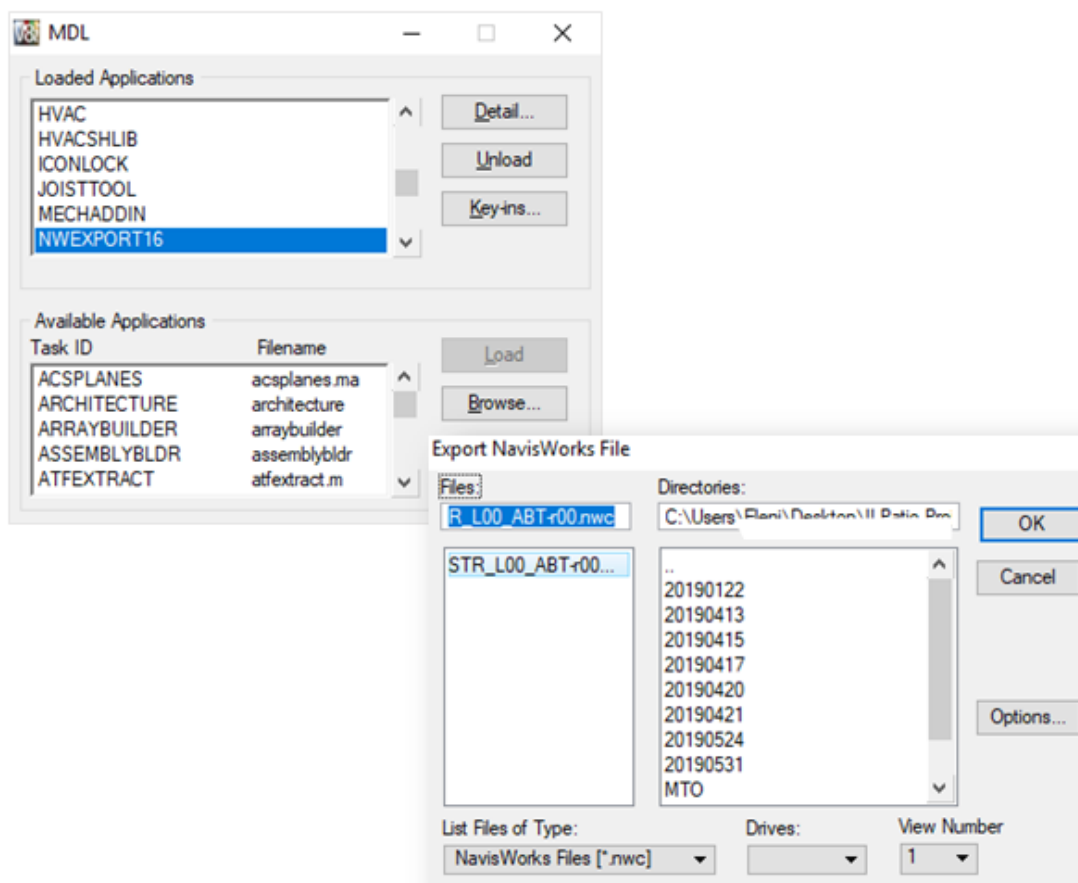 MDL
Loaded Applications
HVAC
HVACSHLIB
ICONLOCK
JOISTTOOL
MECHADDIN
NWEXPORT16
Detail...
Unload
Key-ins...
Available Applications
Task ID Filename
ACSPLANES acsplanes.ma
ARCHITECTURE architecture
ARRAYBUILDER arraybuilder
ASSEMBLYBLDR assemblybldr
ATFEXTRACT atfextract.m
Load
Browse...
Export NavisWorks File
Files:
R_L00_ABT-r00.nwc
STR_L00_ABT-r00...
Directories:
C:\Users\Eleni\Desktop\
..
20190122
20190413
20190415
20190417
20190420
20190421
20190524
20190531
MTO
OK
Cancel
Options...
List Files of Type:
NavisWorks Files [*.nwc]
Drives:
View Number
1